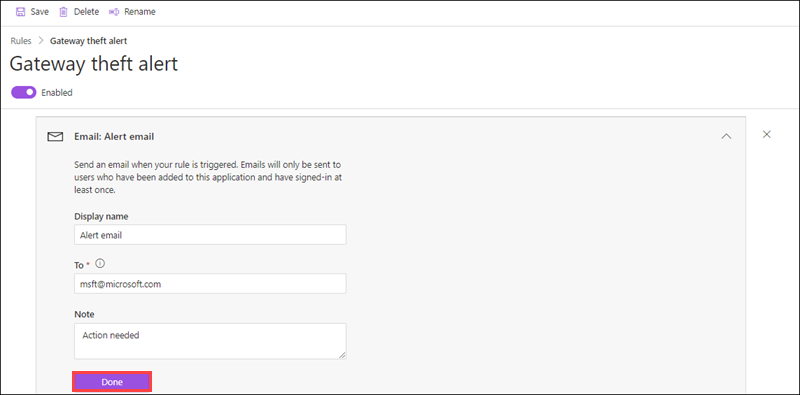 Save Delete Rename
Rules > Gateway theft alert
Gateway theft alert
Enabled
Email: Alert email
Send an email when your rule is triggered. Emails will only be sent to
users who have been added to this application and have signed-in at
least once.
Display name
Alert email
To *
msft@microsoft.com
Note
Action needed
Done